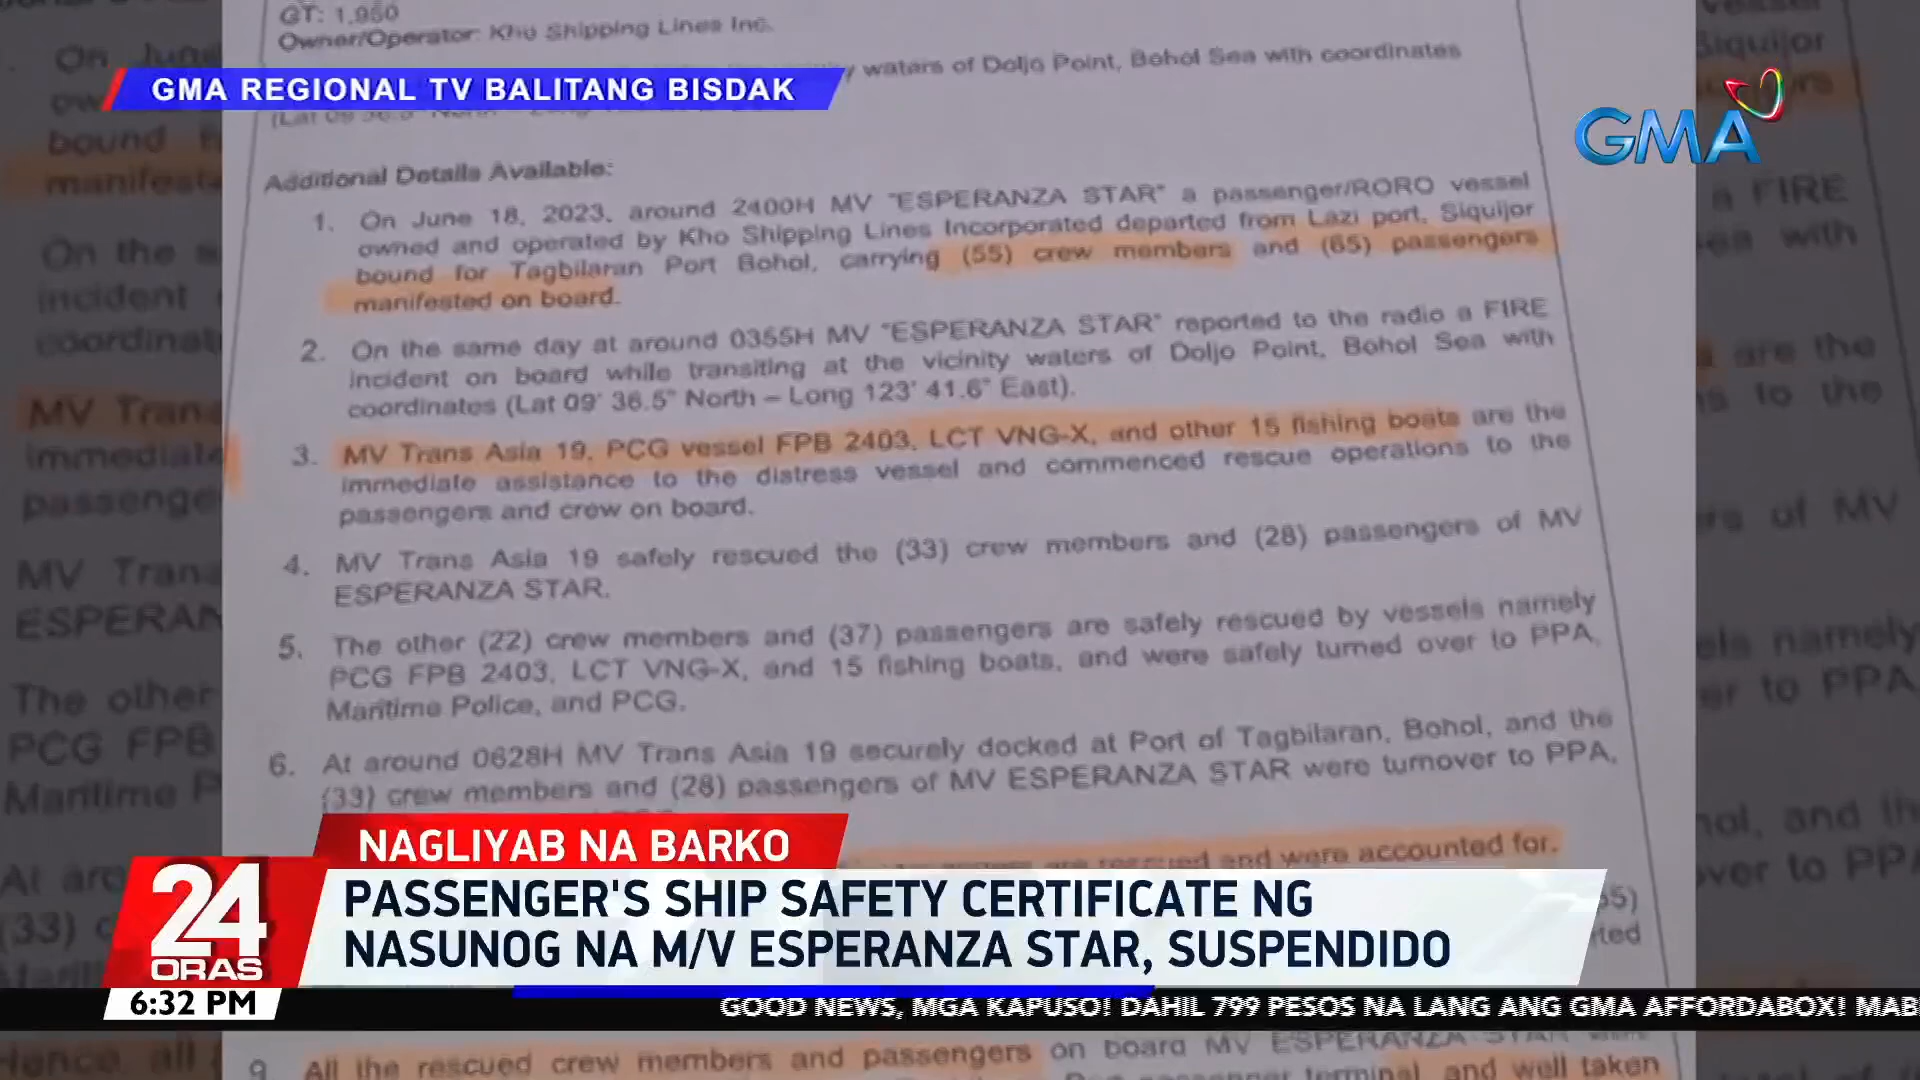 GT: 1,950
Owner/Operator: Kho Shipping Lines Inc.
waters of Doljo Point, Bohol Sea with coordinates
GMA REGIONAL TV BALITANG BISDAK
GMA
Additional Details Available:
1. On June 18, 2023, around 2400H MV "ESPERANZA STAR" a passenger/RORO vessel
owned and operated by Kho Shipping Lines Incorporated departed from Lazi port, Siquijor
bound for Tagbilaran Port Bohol, carrying (55) crew members and (65) passengers
manifested on board.
2. On the same day at around 0355H MV "ESPERANZA STAR" reported to the radio a FIRE
incident on board while transiting at the vicinity waters of Doljo Point, Bohol Sea with
coordinates (Lat 09' 36.5" North – Long 123' 41.6" East).
3. MV Trans Asia 19, PCG vessel FPB 2403, LCT VNG-X, and other 15 fishing boats are the
immediate assistance to the distress vessel and commenced rescue operations to the
passengers and crew on board.
4. MV Trans Asia 19 safely rescued the (33) crew members and (28) passengers of MV
ESPERANZA STAR.
5. The other (22) crew members and (37) passengers are safely rescued by vessels namely
PCG FPB 2403, LCT VNG-X, and 15 fishing boats, and were safely turned over to PPA,
Maritime Police, and PCG.
6. At around 0628H MV Trans Asia 19 securely docked at Port of Tagbilaran, Bohol, and the
(33) crew members and (28) passengers of MV ESPERANZA STAR were turnover to PPA,
are rescued and were accounted for.
NAGLIYAB NA BARKO
24 ORAS
PASSENGER'S SHIP SAFETY CERTIFICATE NG
NASUNOG NA M/V ESPERANZA STAR, SUSPENDIDO
6:32 PM
GOOD NEWS, MGA KAPUSO! DAHIL 799 PESOS NA LANG ANG GMA AFFORDABOX! MAB
9 All the rescued crew members and passengers on board MV ESPERANZA STAR
terminal, and well taken